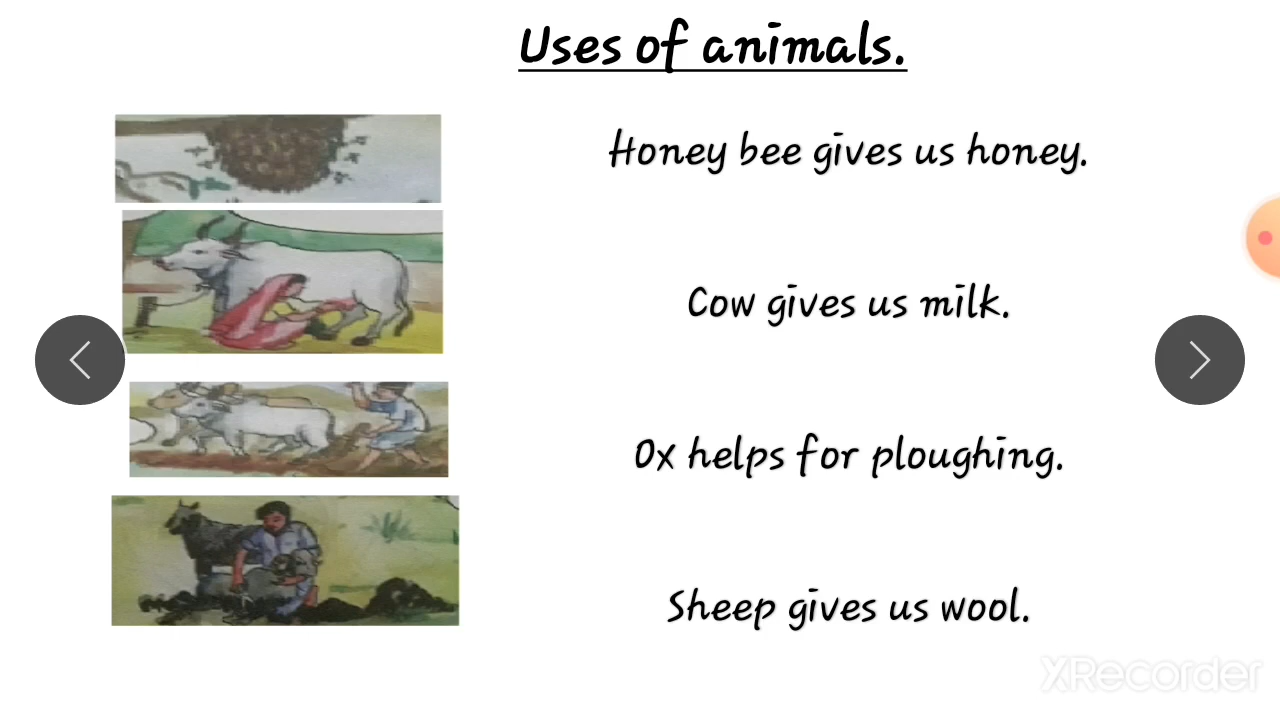 Uses of animals.
Honey bee gives us honey.
Cow gives us milk.
Ox helps for ploughing.
Sheep gives us wool.
XRecorder